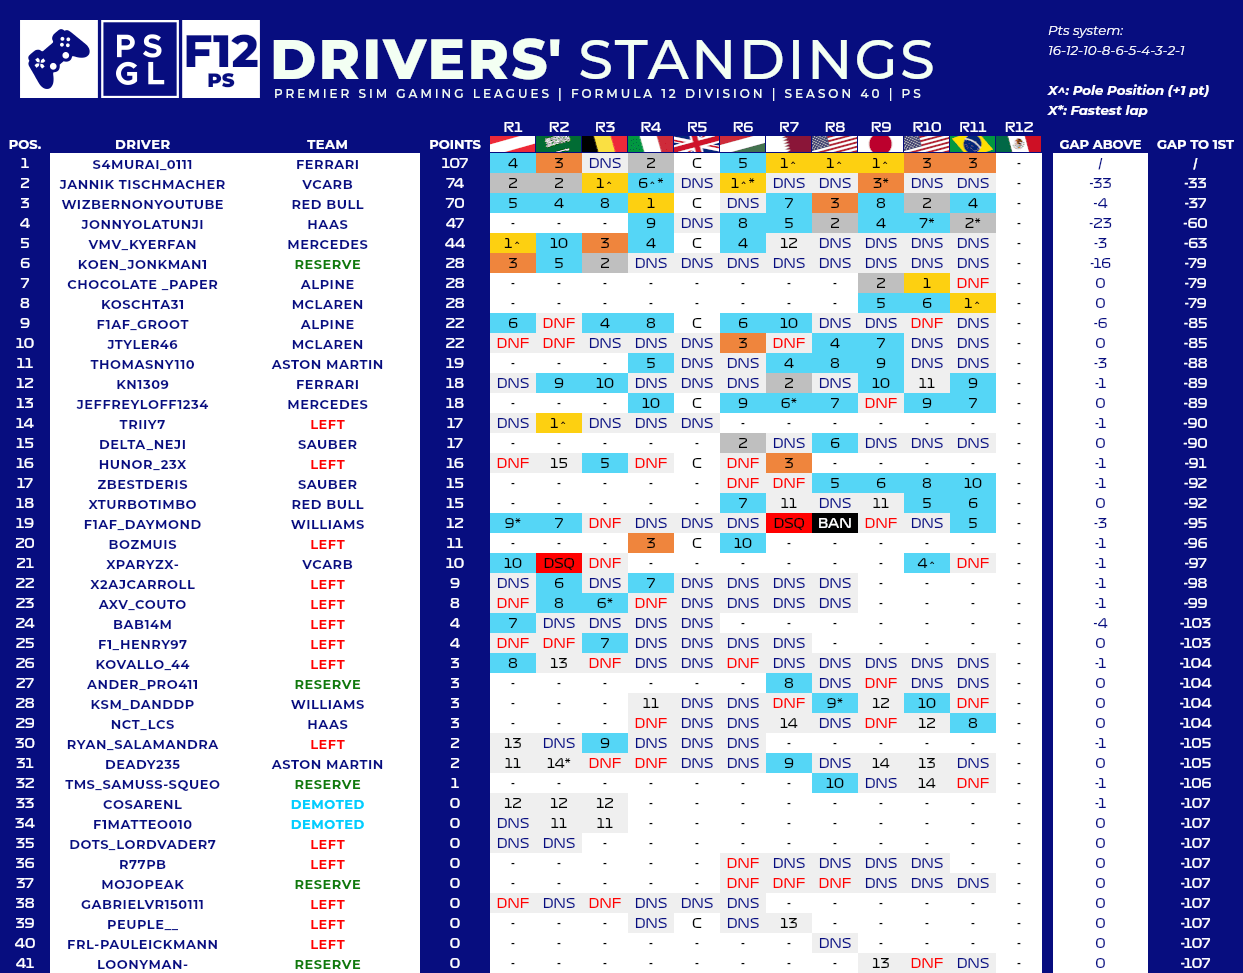 PS
GL
F12
PS
DRIVERS' STANDINGS
PREMIER SIM GAMING LEAGUES | FORMULA 12 DIVISION | SEASON 40 | PS
Pts system:
16-12-10-8-6-5-4-3-2-1
X^: Pole Position (+1 pt)
X*: Fastest lap
R1 R2 R3 R4 R5 R6 R7 R8 R9 R10 R11 R12
POS. DRIVER TEAM POINTS GAP ABOVE GAP TO 1ST
1 S4MURAI_0111 FERRARI 107 4 3 DNS 2 C 5 1^ 1^ 1^ 3 3 - / /
2 JANNIK TISCHMACHER VCARB 74 2 2 1^ 6^* DNS 1^* DNS DNS 3* DNS DNS - -33 -33
3 WIZBERNONYOUTUBE RED BULL 70 5 4 8 1 C DNS 7 3 8 2 4 - -4 -37
4 JONNYOLATUNJI HAAS 47 - - - 9 DNS 8 5 2 4 7* 2* - -23 -60
5 VMV_KYERFAN MERCEDES 44 1^ 10 3 4 C 4 12 DNS DNS DNS DNS - -3 -63
6 KOEN_JONKMAN1 RESERVE 28 3 5 2 DNS DNS DNS DNS DNS DNS DNS DNS - -16 -79
7 CHOCOLATE _PAPER ALPINE 28 - - - - - - - - 2 1 DNF - 0 -79
8 KOSCHTA31 MCLAREN 28 - - - - - - - - 5 6 1^ - 0 -79
9 F1AF_GROOT ALPINE 22 6 DNF 4 8 C 6 10 DNS DNS DNF DNS - -6 -85
10 JTYLER46 MCLAREN 22 DNF DNF DNS DNS DNS 3 DNF 4 7 DNS DNS - 0 -85
11 THOMASNY110 ASTON MARTIN 19 - - - 5 DNS DNS 4 8 9 DNS DNS - -3 -88
12 KN1309 FERRARI 18 DNS 9 10 DNS DNS DNS 2 DNS 10 11 9 - -1 -89
13 JEFFREYLOFF1234 MERCEDES 18 - - - 10 C 9 6* 7 DNF 9 7 - 0 -89
14 TRIIY7 LEFT 17 DNS 1^ DNS DNS DNS - - - - - - - -1 -90
15 DELTA_NEJI SAUBER 17 - - - - - 2 DNS 6 DNS DNS DNS - 0 -90
16 HUNOR_23X LEFT 16 DNF 15 5 DNF C DNF 3 - - - - - -1 -91
17 ZBESTDERIS SAUBER 15 - - - - - DNF DNF 5 6 8 10 - -1 -92
18 XTURBOTIMBO RED BULL 15 - - - - - 7 11 DNS 11 5 6 - 0 -92
19 F1AF_DAYMOND WILLIAMS 12 9* 7 DNF DNS DNS DNS DSQ BAN DNF DNS 5 - -3 -95
20 BOZMUIS LEFT 11 - - - 3 C 10 - - - - - - -1 -96
21 XPARYZX- VCARB 10 10 DSQ DNF - - - - - - 4^ DNF - -1 -97
22 X2AJCARROLL LEFT 9 DNS 6 DNS 7 DNS DNS DNS DNS - - - - -1 -98
23 AXV_COUTO LEFT 8 DNF 8 6* DNF DNS DNS DNS DNS - - - - -1 -99
24 BAB14M LEFT 4 7 DNS DNS DNS DNS - - - - - - - -4 -103
25 F1_HENRY97 LEFT 4 DNF DNF 7 DNS DNS DNS DNS - - - - - 0 -103
26 KOVALLO_44 LEFT 3 8 13 DNF DNS DNS DNF DNS DNS DNS DNS DNS - -1 -104
27 ANDER_PRO411 RESERVE 3 - - - - - - 8 DNS DNF DNS DNS - 0 -104
28 KSM_DANDDP WILLIAMS 3 - - - 11 DNS DNS DNF 9* 12 10 DNF - 0 -104
29 NCT_LCS HAAS 3 - - - DNF DNS DNS 14 DNS DNF 12 8 - 0 -104
30 RYAN_SALAMANDRA LEFT 2 13 DNS 9 DNS DNS DNS - - - - - - -1 -105
31 DEADY235 ASTON MARTIN 2 11 14* DNF DNF DNS DNS 9 DNS 14 13 DNS - 0 -105
32 TMS_SAMUSS-SQUEO RESERVE 1 - - - - - - - 10 DNS 14 DNF - -1 -106
33 COSARENL DEMOTED 0 12 12 12 - - - - - - - - - -1 -107
34 F1MATTEO010 DEMOTED 0 DNS 11 11 - - - - - - - - - 0 -107
35 DOTS_LORDVADER7 LEFT 0 DNS DNS - - - - - - - - - - 0 -107
36 R77PB LEFT 0 - - - - - DNF DNS DNS DNS DNS - - 0 -107
37 MOJOPEAK RESERVE 0 - - - - - DNF DNF DNF DNS DNS DNS - 0 -107
38 GABRIELVR150111 LEFT 0 DNF DNS DNF DNS DNS DNS - - - - - - 0 -107
39 PEUPLE__ LEFT 0 - - - DNS C DNS 13 - - - - - 0 -107
40 FRL-PAULEICKMANN LEFT 0 - - - - - - - DNS - - - - 0 -107
41 LOONYMAN- RESERVE 0 - - - - - - - - 13 DNF DNS - 0 -107